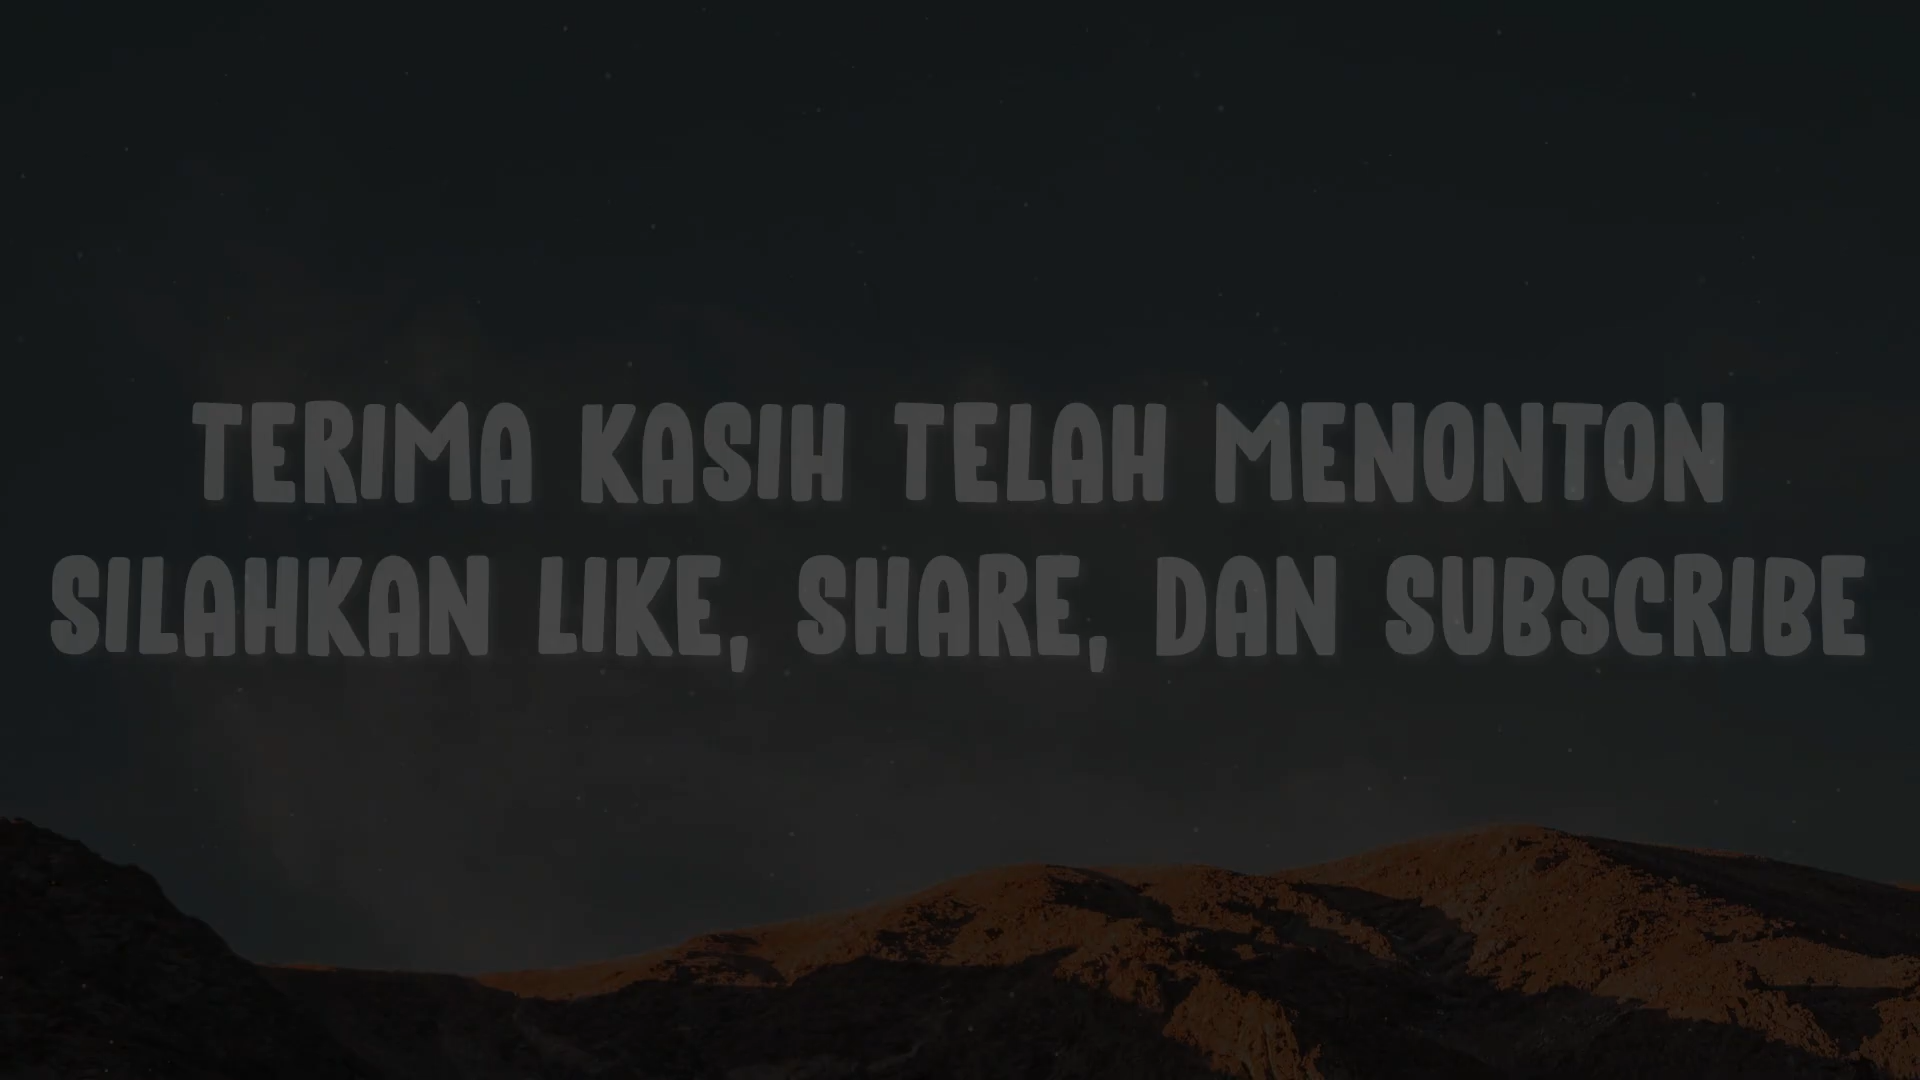 TERIMA KASIH TELAH MENONTON
SILAHKAN LIKE, SHARE, DAN SUBSCRIBE